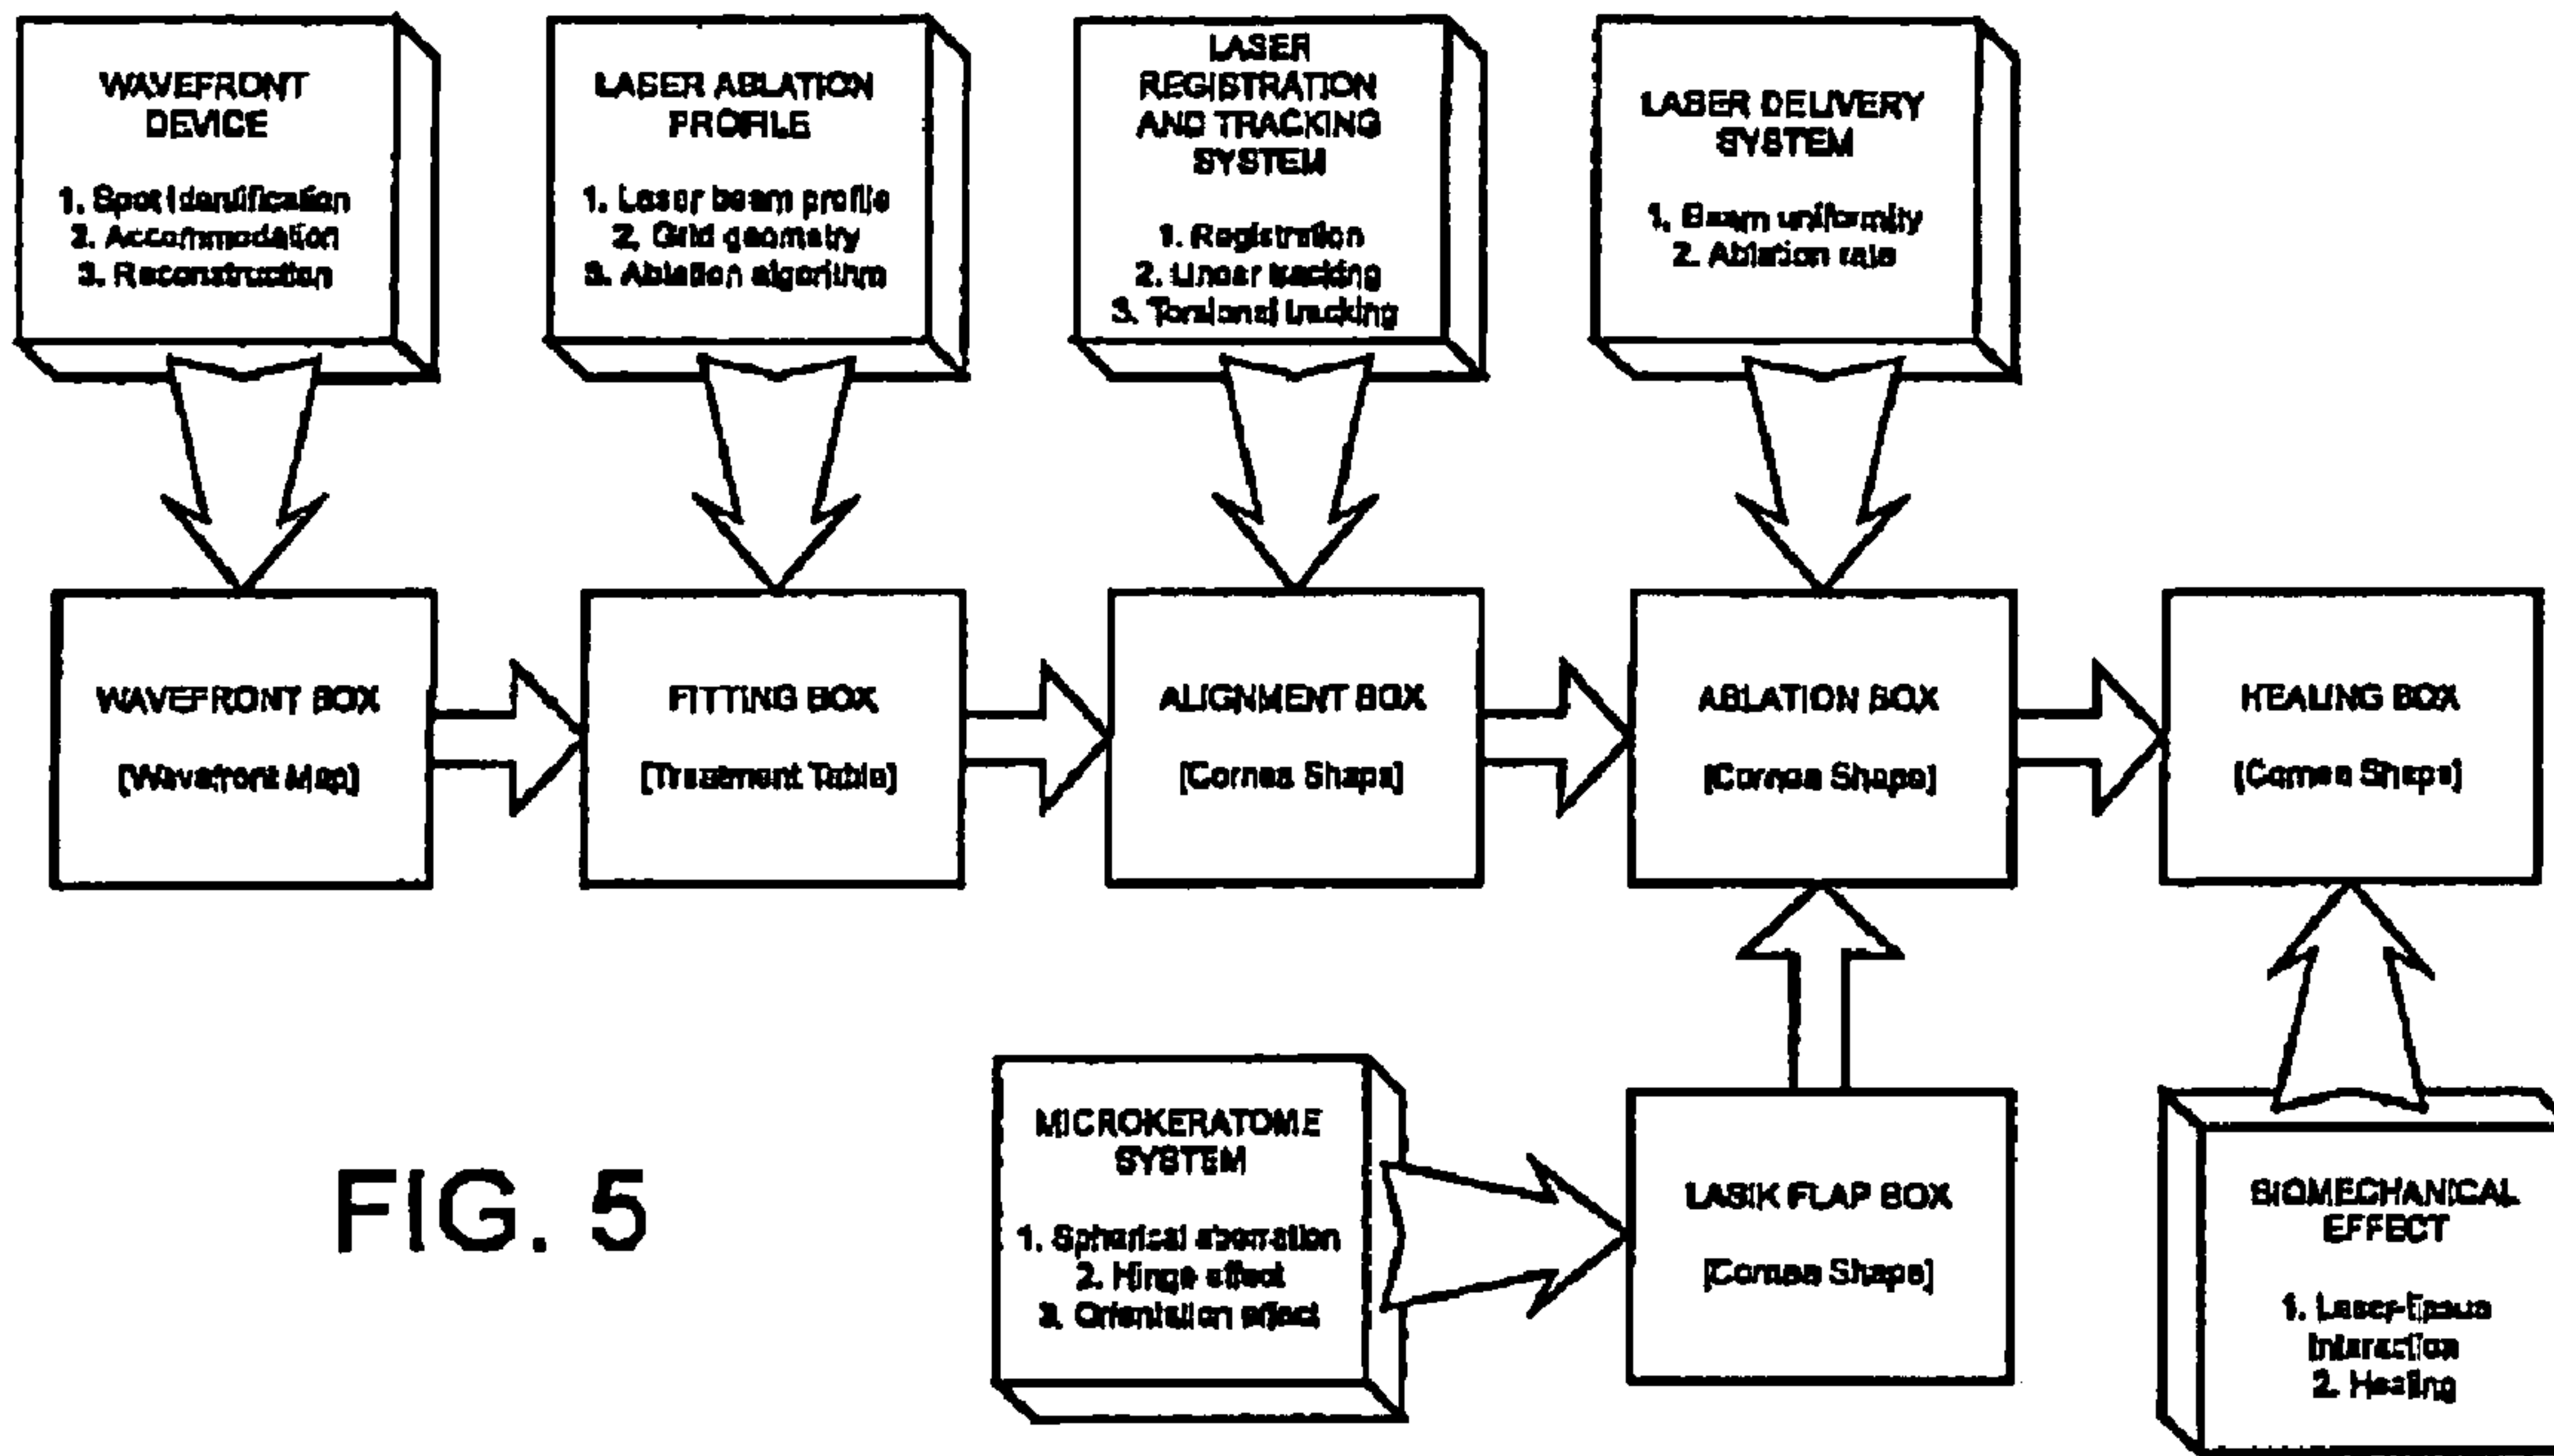 WAVEFRONT
DEVICE
1. Spot Identification
2. Accommodation
3. Reconstruction
LASER ABLATION
PROFILE
1. Laser beam profile
2. Grid geometry
3. Ablation algorithm
LASER
REGISTRATION
AND TRACKING
SYSTEM
1. Registration
2. Linear tracking
3. Torsional tracking
LASER DELIVERY
SYSTEM
1. Beam uniformity
2. Ablation rate
WAVEFRONT BOX
[Wavefront Map]
FITTING BOX
[Treatment Table]
ALIGNMENT BOX
[Cornea Shape]
ABLATION BOX
[Cornea Shape]
HEALING BOX
[Cornea Shape]
MICROKERATOME
SYSTEM
1. Spherical aberration
2. Hinge effect
3. Orientation effect
LASIK FLAP BOX
[Cornea Shape]
BIOMECHANICAL
EFFECT
1. Laser-tissue
Interaction
2. Healing
FIG. 5